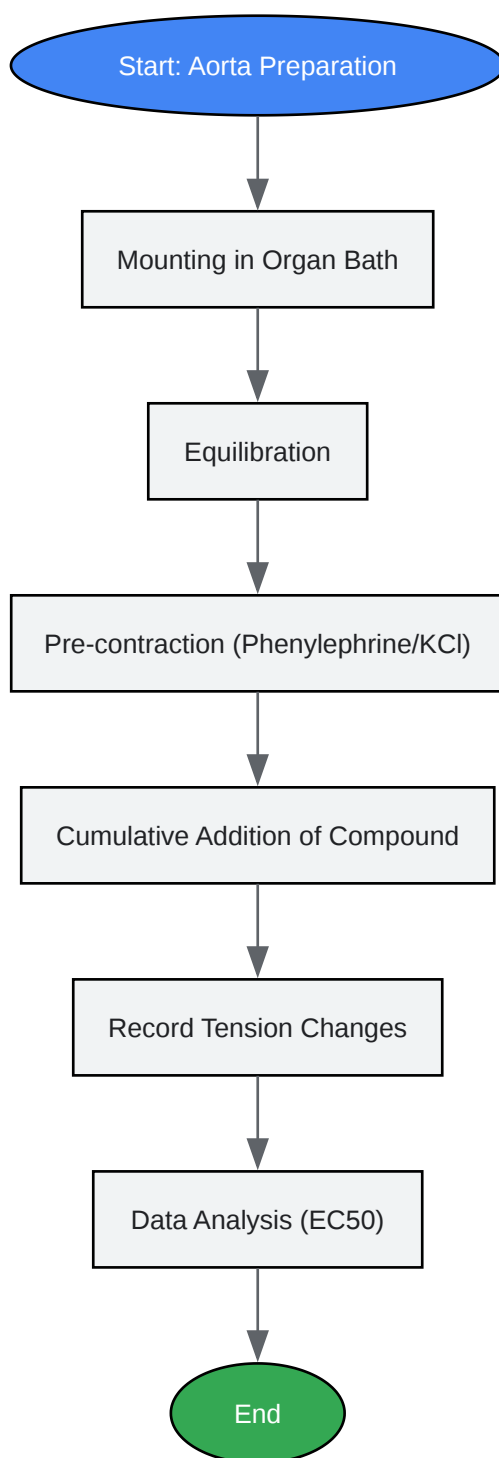 Start: Aorta Preparation
Mounting in Organ Bath
Equilibration
Pre-contraction (Phenylephrine/KCl)
Cumulative Addition of Compound
Record Tension Changes
Data Analysis (EC50)
End